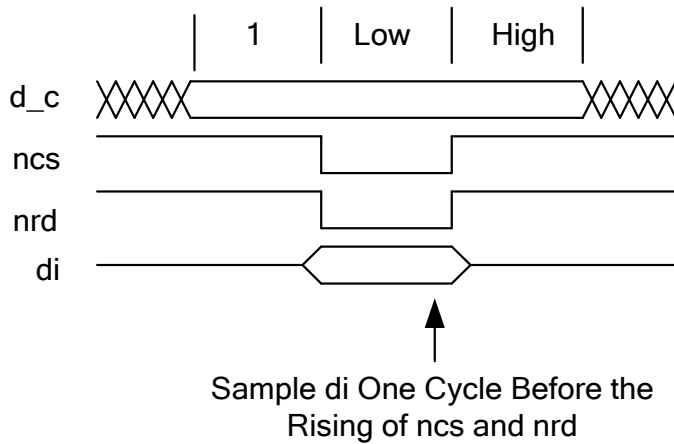 1 Low High
d_c
ncs
nrd
di
Sample di One Cycle Before the
Rising of ncs and nrd